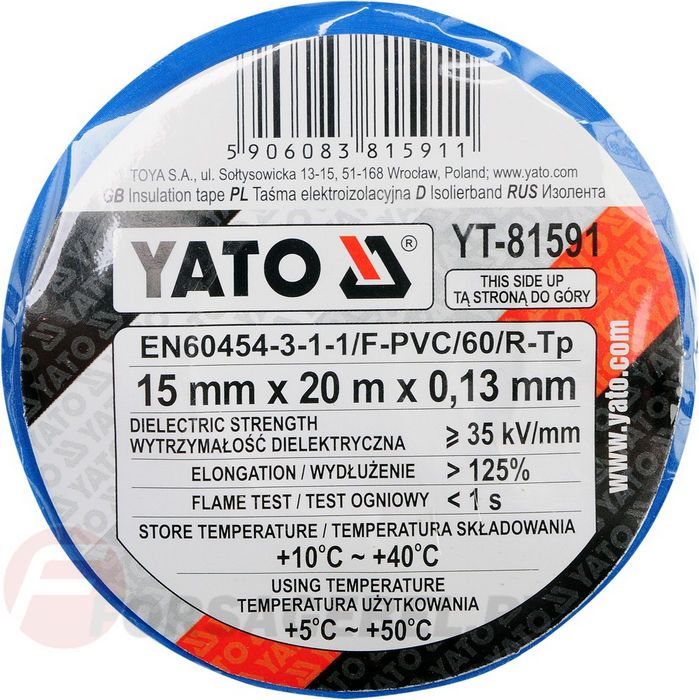 5 906083 815911
TOYA S.A., ul. Sołtysowicka 13-15, 51-168 Wrocław, Poland; www.yato.com
GB Insulation tape PL Taśma elektroizolacyjna D Isolierband RUS Изолента
YATO ®
YT-81591
THIS SIDE UP
TĄ STRONĄ DO GÓRY
EN60454-3-1-1/F-PVC/60/R-Tp
15 mm x 20 m x 0,13 mm
DIELECTRIC STRENGTH
WYTRZYMAŁOŚĆ DIELEKTRYCZNA
⩾ 35 kV/mm
ELONGATION / WYDŁUŻENIE > 125%
FLAME TEST / TEST OGNIOWY < 1 s
STORE TEMPERATURE / TEMPERATURA SKŁADOWANIA
+10°C ~ +40°C
USING TEMPERATURE
TEMPERATURA UŻYTKOWANIA
+5°C ~ +50°C
www.yato.com